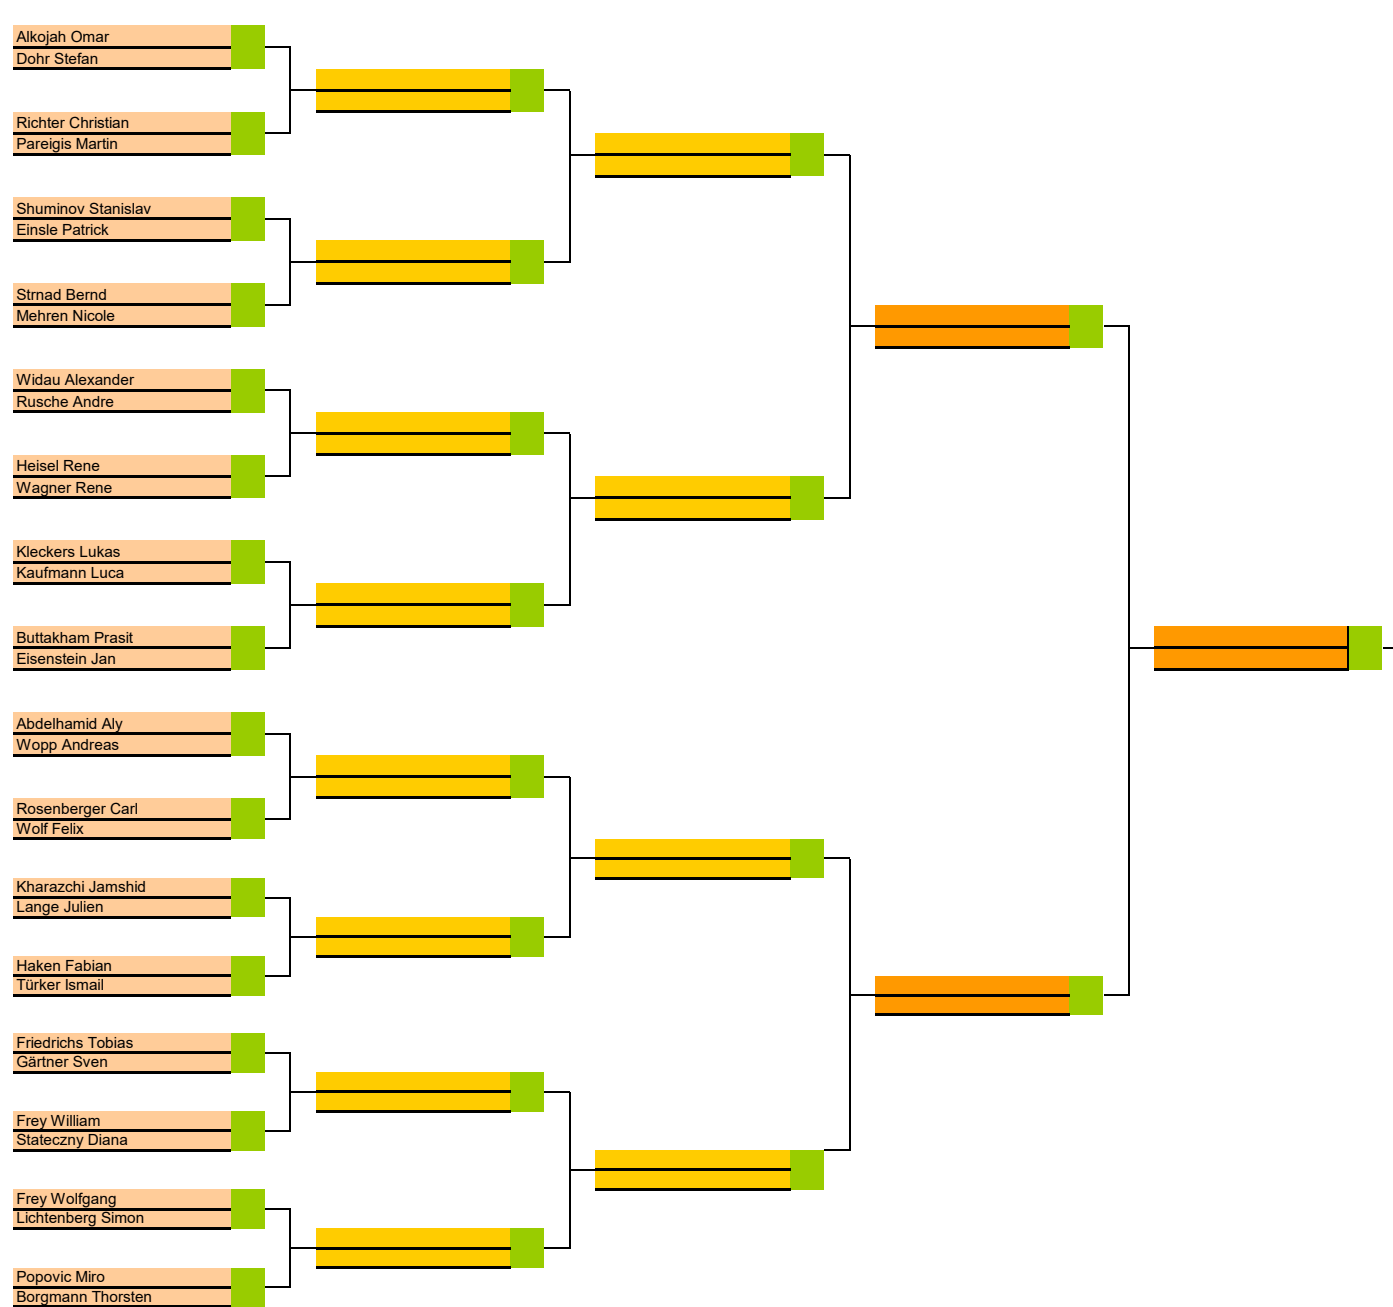 Alkojah Omar
Dohr Stefan
Richter Christian
Pareigis Martin
Shuminov Stanislav
Einsle Patrick
Strnad Bernd
Mehren Nicole
Widau Alexander
Rusche Andre
Heisel Rene
Wagner Rene
Kleckers Lukas
Kaufmann Luca
Buttakham Prasit
Eisenstein Jan
Abdelhamid Aly
Wopp Andreas
Rosenberger Carl
Wolf Felix
Kharazchi Jamshid
Lange Julien
Haken Fabian
Türker Ismail
Friedrichs Tobias
Gärtner Sven
Frey William
Stateczny Diana
Frey Wolfgang
Lichtenberg Simon
Popovic Miro
Borgmann Thorsten